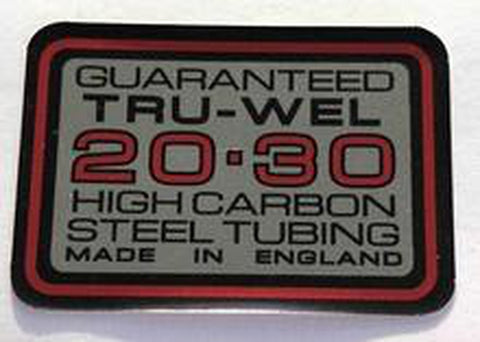 GUARANTEED
TRU-WEL
20·30
HIGH CARBON
STEEL TUBING
MADE IN ENGLAND